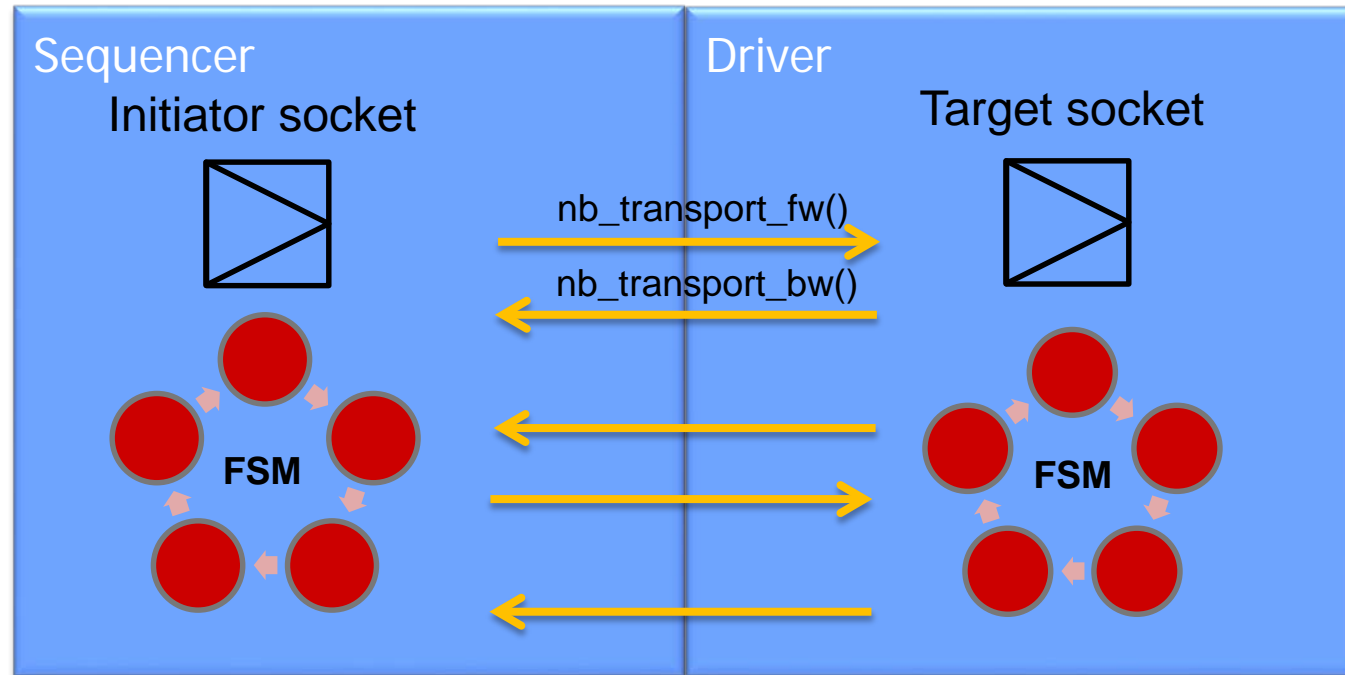 Sequencer
Initiator socket
Driver
Target socket
nb_transport_fw()
nb_transport_bw()
FSM
FSM